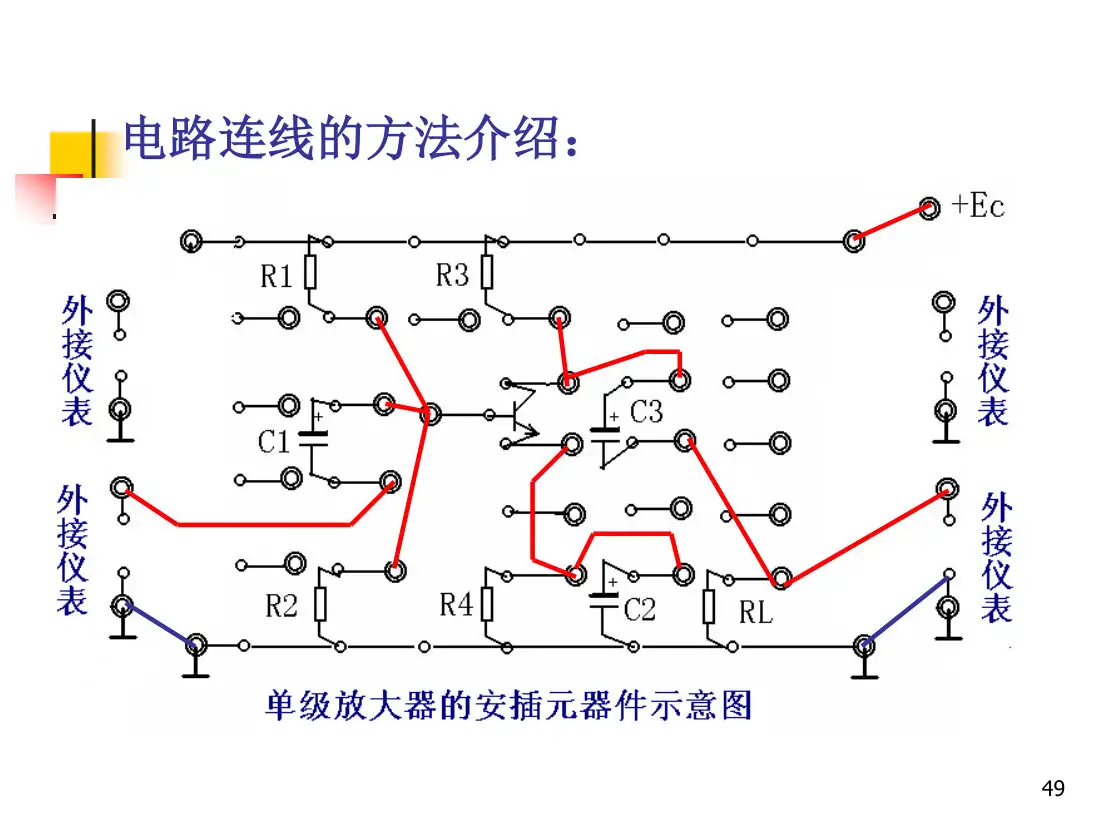 电路连线的方法介绍：
+Ec
R1
R3
外接仪表
外接仪表
C1
+
+
C3
外接仪表
外接仪表
R2
R4
+
C2
RL
单级放大器的安插元器件示意图
49